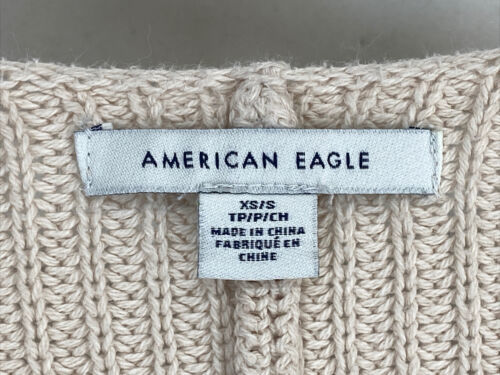 AMERICAN EAGLE
XS/S
TP/P/CH
MADE IN CHINA
FABRIQUÉ EN
CHINE